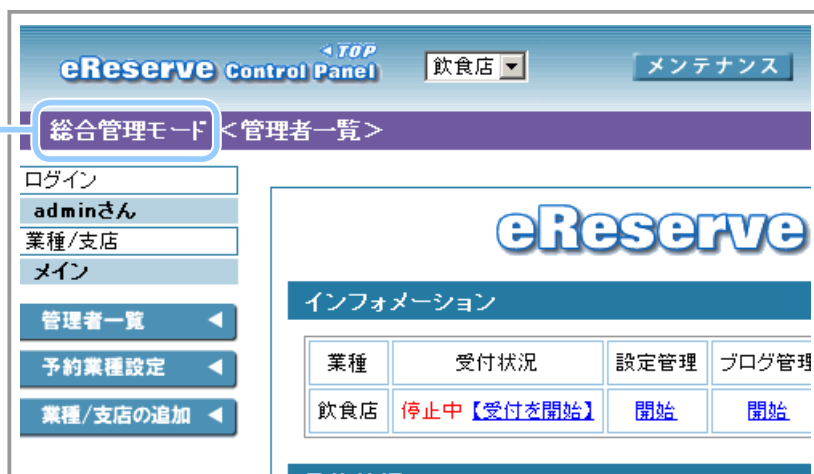 ◀TOP
eReserve Control Panel 飲食店 メンテナンス
総合管理モード <管理者一覧>
ログイン
adminさん
業種/支店
メイン
管理者一覧
予約業種設定
業種/支店の追加
eReserve
インフォメーション
業種 受付状況 設定管理 ブログ管理
飲食店 停止中【受付を開始】 開始 開始